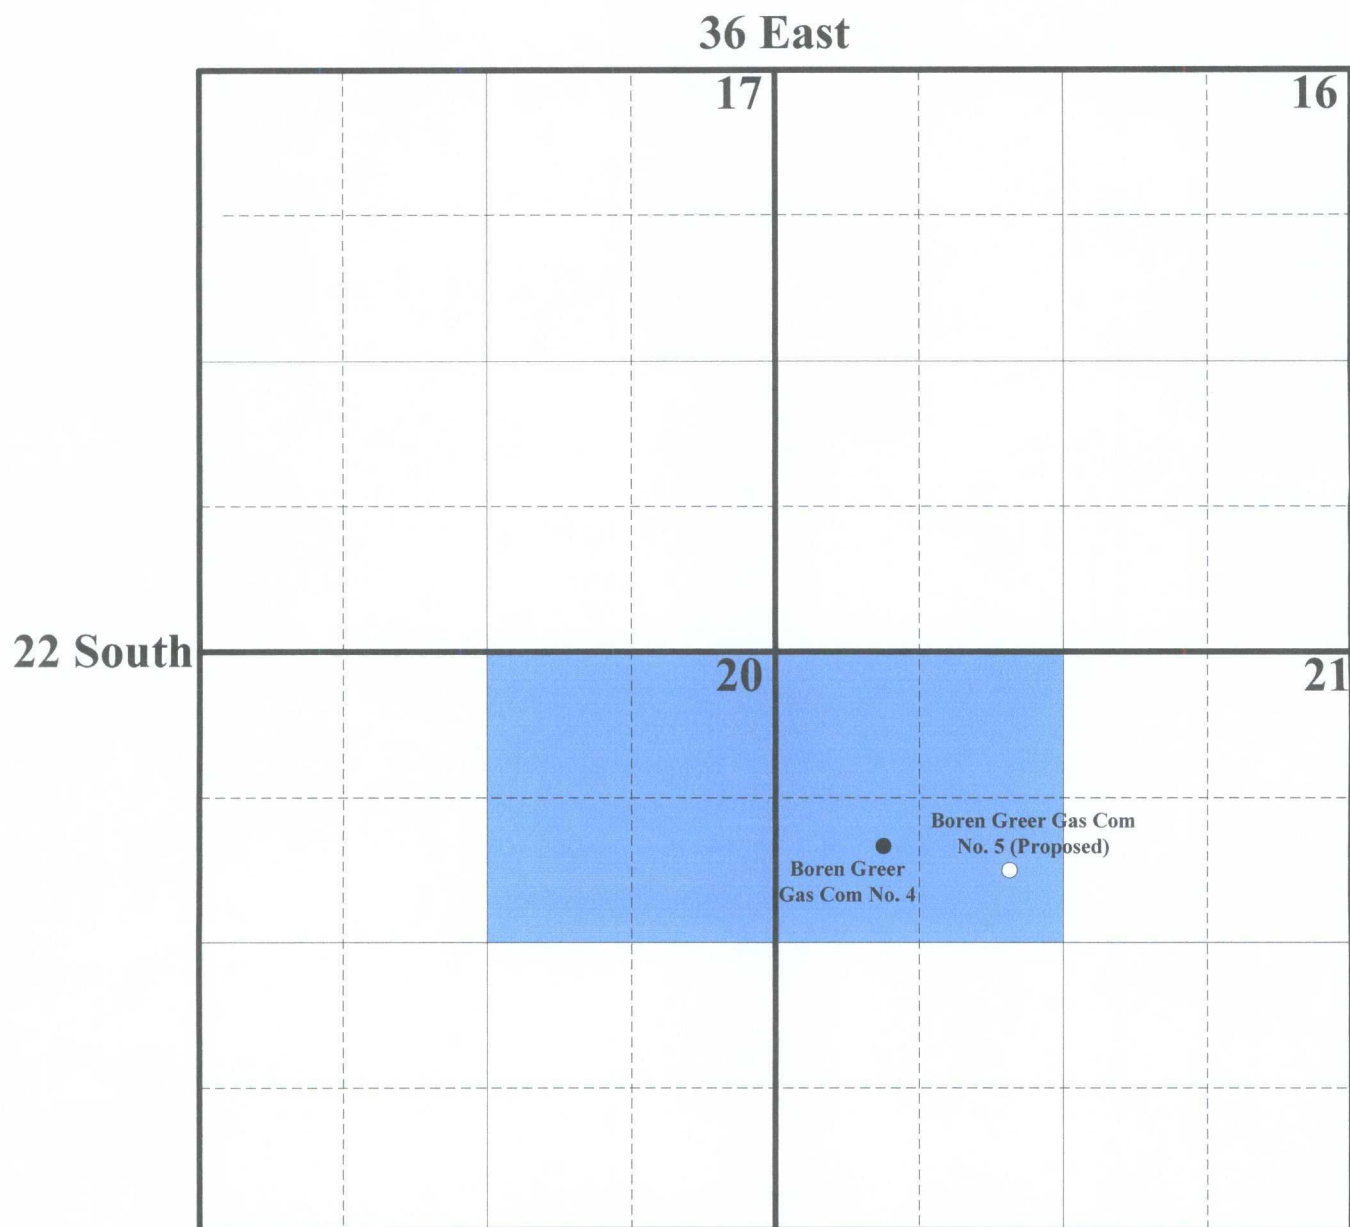 36 East
17
16
22 South
20
21
Boren Greer Gas Com
No. 5 (Proposed)
Boren Greer
Gas Com No. 4